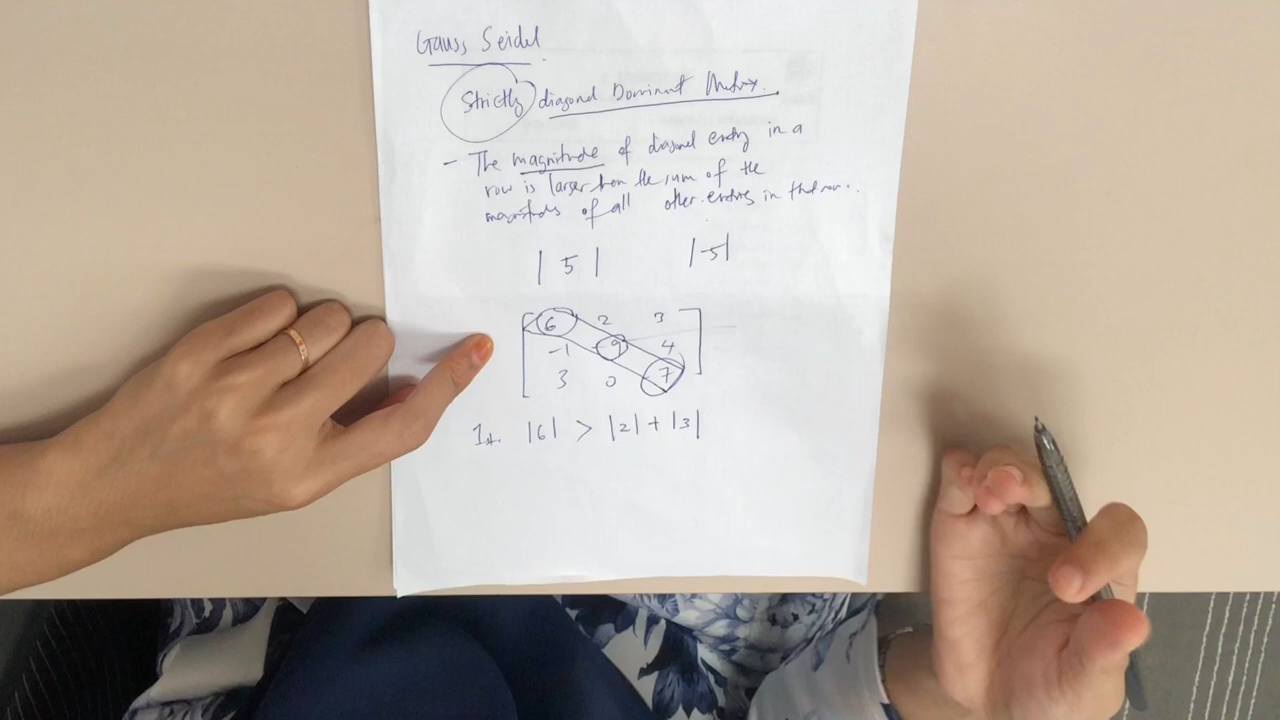 Gauss Seidel
Strictly diagonal Dominant Matrix.
- The magnitude of diagonal entry in a
row is larger than the sum of the
magnitudes of all other entries in that row.
|5| |-5|
6 2 3
-1 -9 4
3 0 7
1st. |6| > |2| + |3|